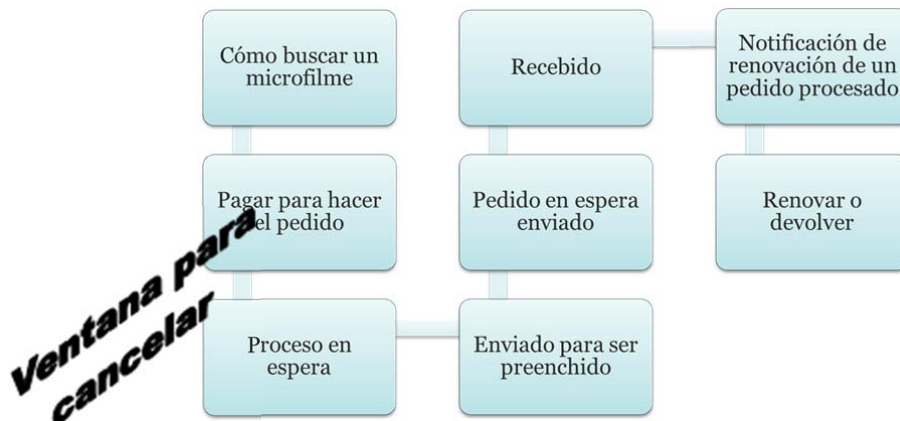 Cómo buscar un
microfilme
Pagar para hacer
el pedido
Proceso en
espera
Ventana para
cancelar
Enviado para ser
preenchido
Pedido en espera
enviado
Recebido
Notificación de
renovación de un
pedido procesado
Renovar o
devolver